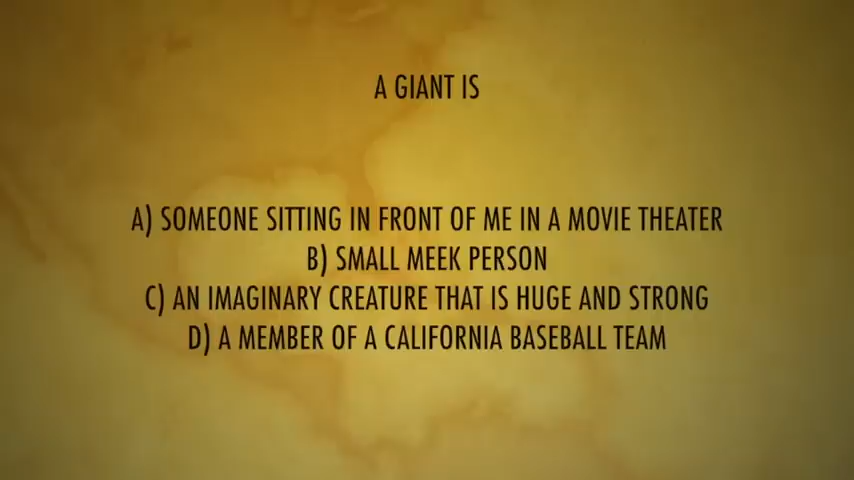 A GIANT IS
A) SOMEONE SITTING IN FRONT OF ME IN A MOVIE THEATER
B) SMALL MEEK PERSON
C) AN IMAGINARY CREATURE THAT IS HUGE AND STRONG
D) A MEMBER OF A CALIFORNIA BASEBALL TEAM